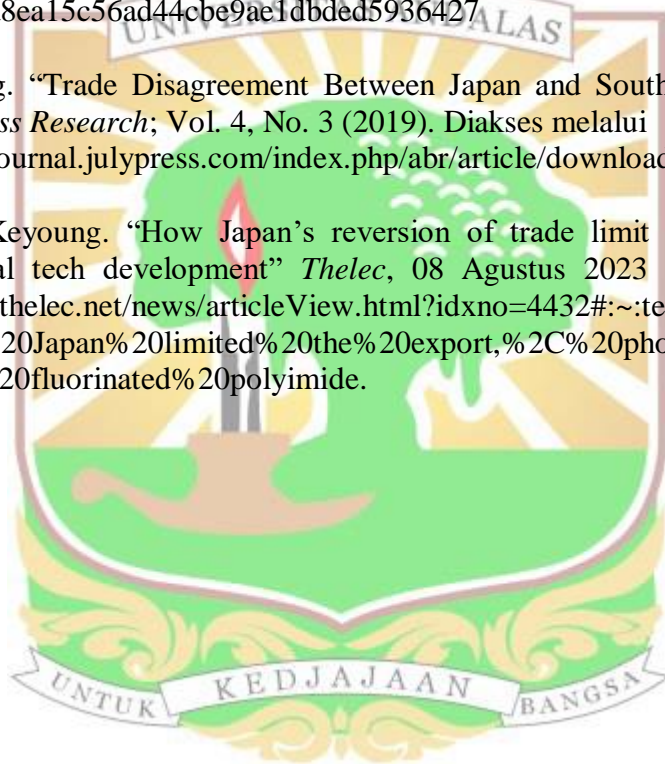 8ea15c56ad44cbe9ae1dbded5936427
UNIVERSITAS ANDALAS
g. “Trade Disagreement Between Japan and South
ss Research; Vol. 4, No. 3 (2019). Diakses melalui
ournal.julypress.com/index.php/abr/article/download
Keyoung. “How Japan’s reversion of trade limit
al tech development” Thelec, 08 Agustus 2023
thelec.net/news/articleView.html?idxno=4432#:~:te
20Japan%20limited%20the%20export,%2C%20pho
20fluorinated%20polyimide.
UNTUK KEDJAJAAN BANGSA